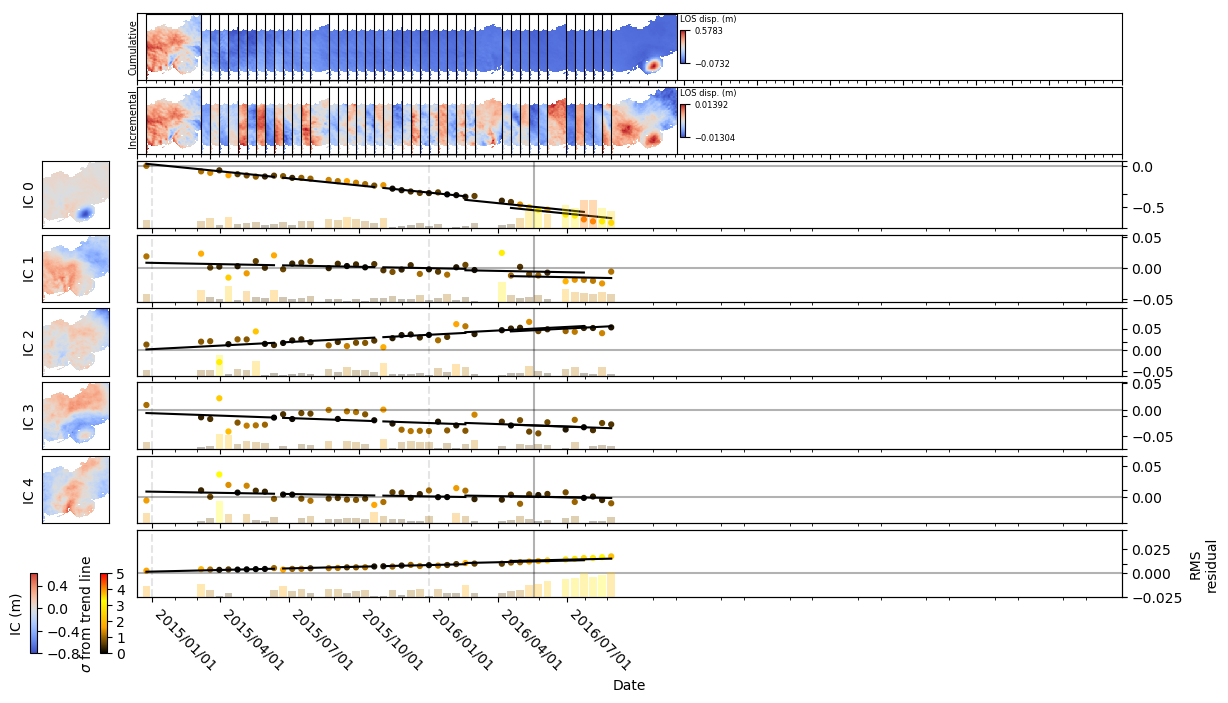 Cumulative
LOS disp. (m)
0.5783
−0.0732
Incremental
LOS disp. (m)
0.01392
−0.01304
IC 0
0.0
−0.5
IC 1
0.05
0.00
−0.05
IC 2
0.05
0.00
−0.05
IC 3
0.05
0.00
−0.05
IC 4
0.05
0.00
RMS
residual
0.025
0.000
−0.025
IC (m)
0.4
0.0
−0.4
−0.8
σ from trend line
5
4
3
2
1
0
2015/01/01
2015/04/01
2015/07/01
2015/10/01
2016/01/01
2016/04/01
2016/07/01
Date